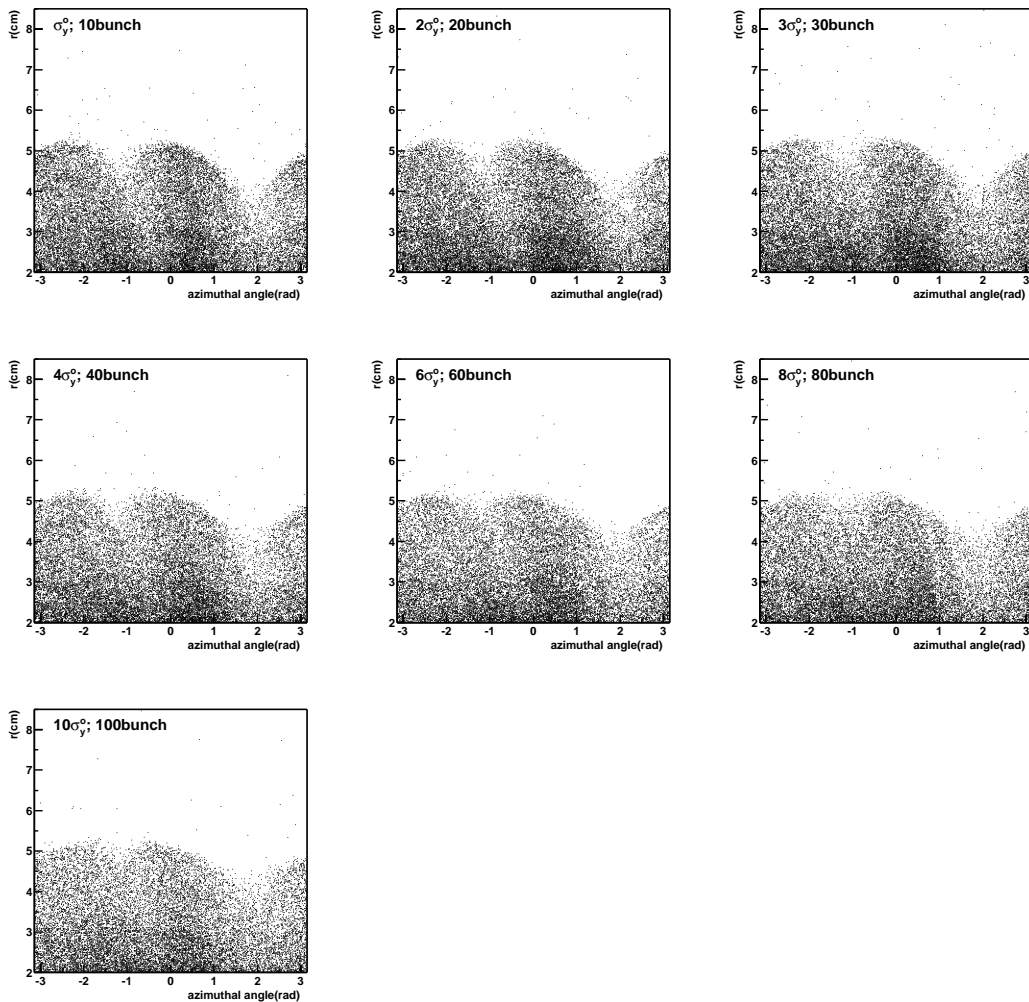 r(cm)
σ_y^o; 10bunch
8
7
6
5
4
3
2
-3 -2 -1 0 1 2 3
azimuthal angle(rad)
r(cm)
2σ_y^o; 20bunch
8
7
6
5
4
3
2
-3 -2 -1 0 1 2 3
azimuthal angle(rad)
r(cm)
3σ_y^o; 30bunch
8
7
6
5
4
3
2
-3 -2 -1 0 1 2 3
azimuthal angle(rad)
r(cm)
4σ_y^o; 40bunch
8
7
6
5
4
3
2
-3 -2 -1 0 1 2 3
azimuthal angle(rad)
r(cm)
6σ_y^o; 60bunch
8
7
6
5
4
3
2
-3 -2 -1 0 1 2 3
azimuthal angle(rad)
r(cm)
8σ_y^o; 80bunch
8
7
6
5
4
3
2
-3 -2 -1 0 1 2 3
azimuthal angle(rad)
r(cm)
10σ_y^o; 100bunch
8
7
6
5
4
3
2
-3 -2 -1 0 1 2 3
azimuthal angle(rad)